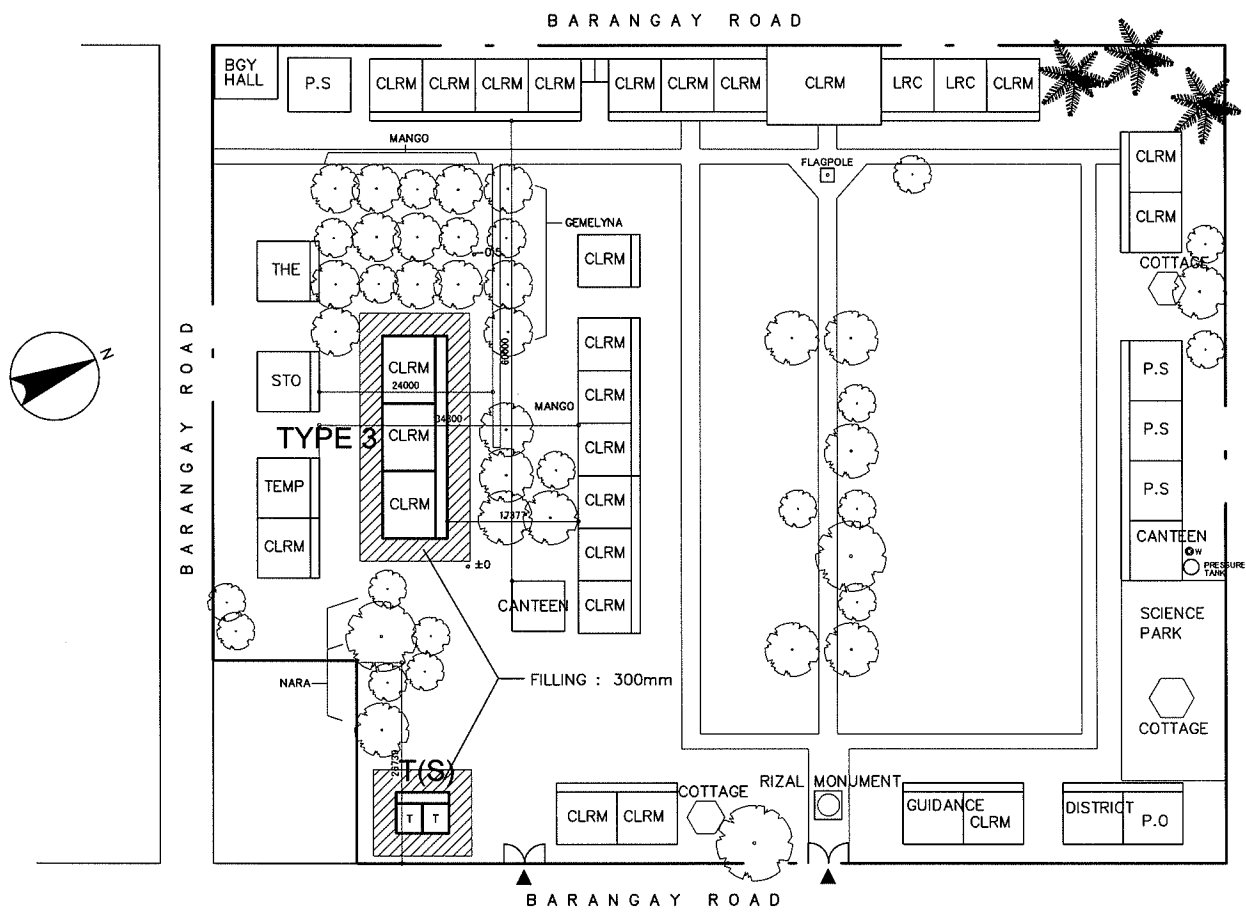 BARANGAY ROAD
BGY
HALL
P.S
CLRM
CLRM
CLRM
CLRM
CLRM
CLRM
CLRM
CLRM
LRC
LRC
CLRM
MANGO
FLAGPOLE
CLRM
CLRM
GEMELYNA
-0.5
THE
CLRM
COTTAGE
N
BARANGAY ROAD
STO
CLRM
24000
60000
MANGO
34800
TYPE 3
CLRM
CLRM
17377
TEMP
CLRM
±0
CANTEEN
CLRM
CLRM
CLRM
CLRM
CLRM
CLRM
P.S
P.S
P.S
CANTEEN
W
PRESSURE
TANK
SCIENCE
PARK
COTTAGE
NARA
FILLING : 300mm
T(S)
T
T
CLRM
CLRM
COTTAGE
RIZAL MONUMENT
GUIDANCE
CLRM
DISTRICT
P.O
BARANGAY ROAD